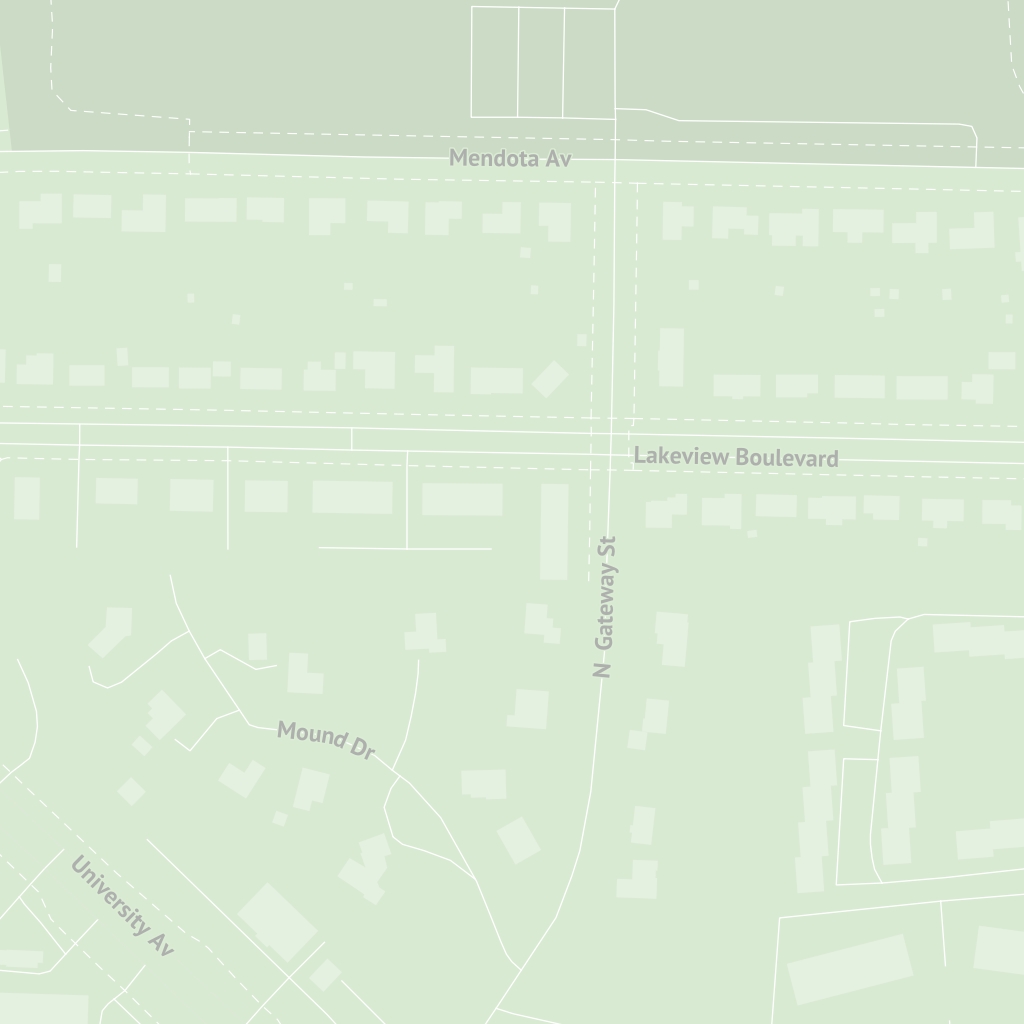 Mendota Av
Lakeview Boulevard
N Gateway St
Mound Dr
University Av